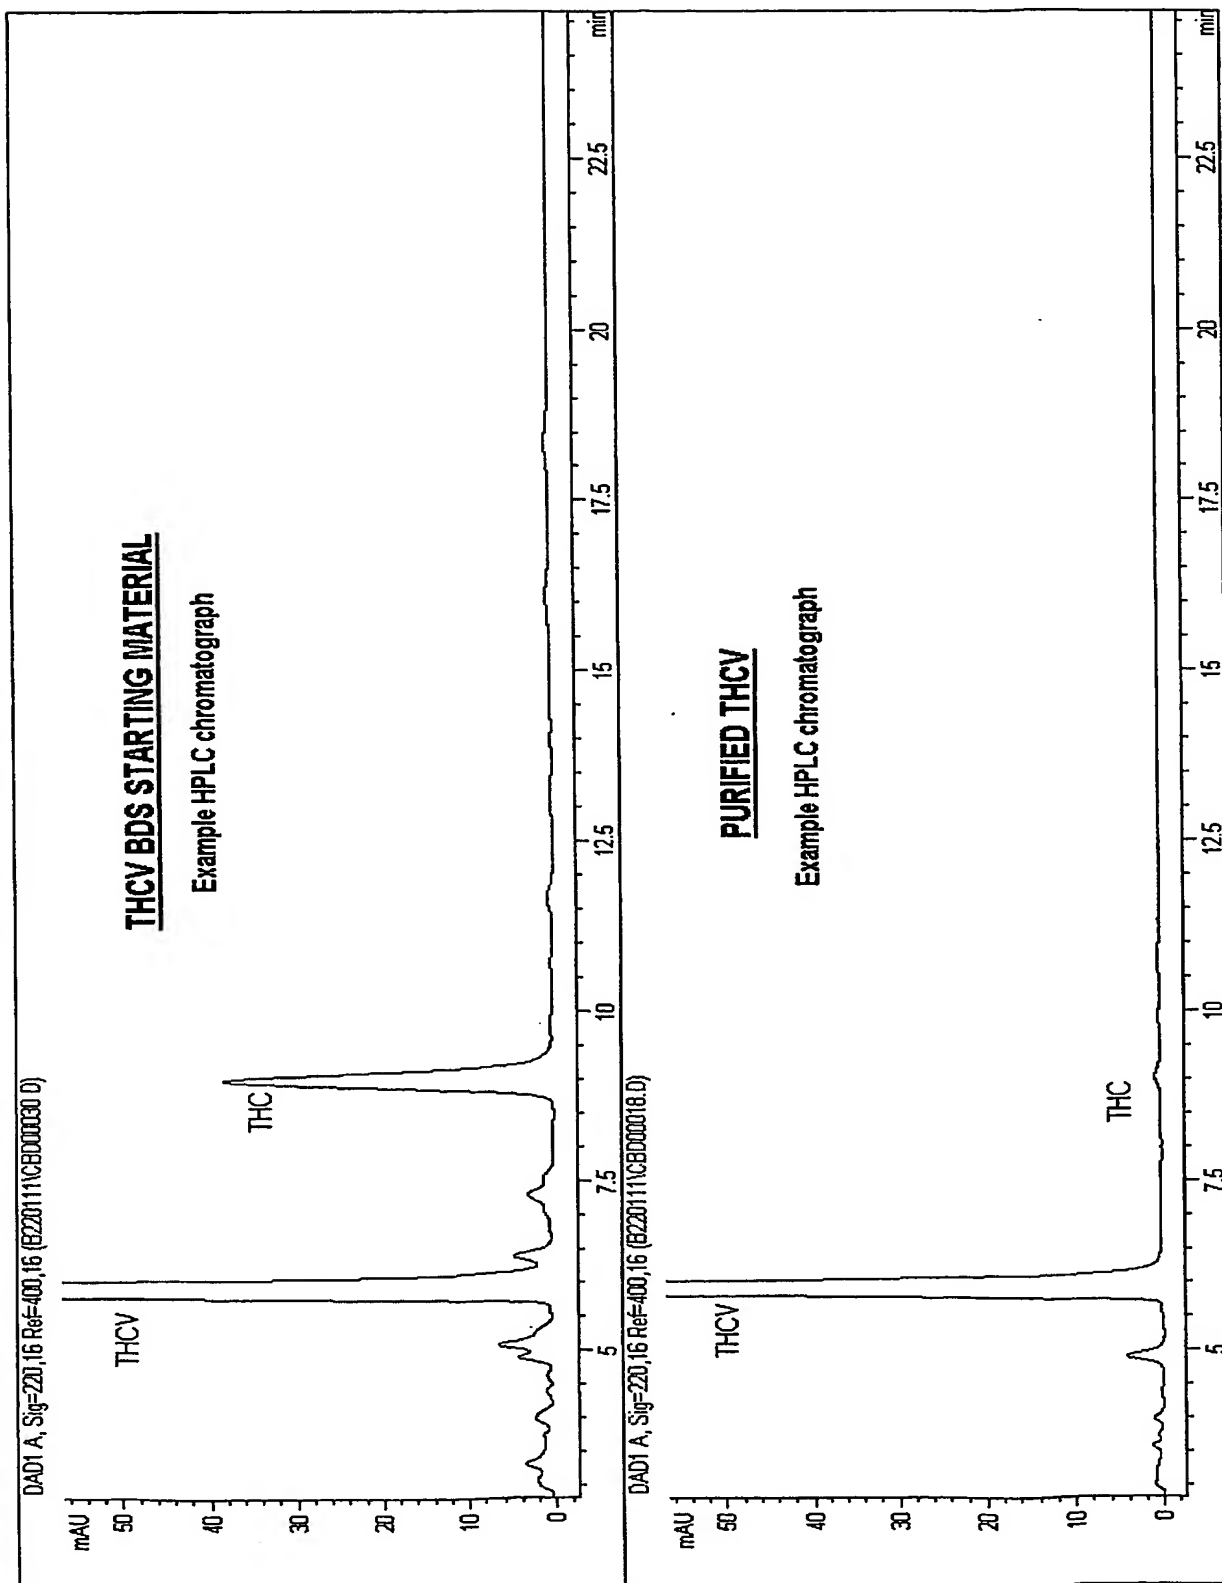 DAD1 A, Sig=220,16 Ref=400,16 (B220111\CBD00030 D)
mAU
50
40
30
20
10
0
THCV
THC
THCV BDS STARTING MATERIAL
Example HPLC chromatograph
5
7.5
10
12.5
15
17.5
20
22.5
min
DAD1 A, Sig=220,16 Ref=400,16 (B220111\CBD00018.D)
mAU
50
40
30
20
10
0
THCV
THC
PURIFIED THCV
Example HPLC chromatograph
5
7.5
10
12.5
15
17.5
20
22.5
min